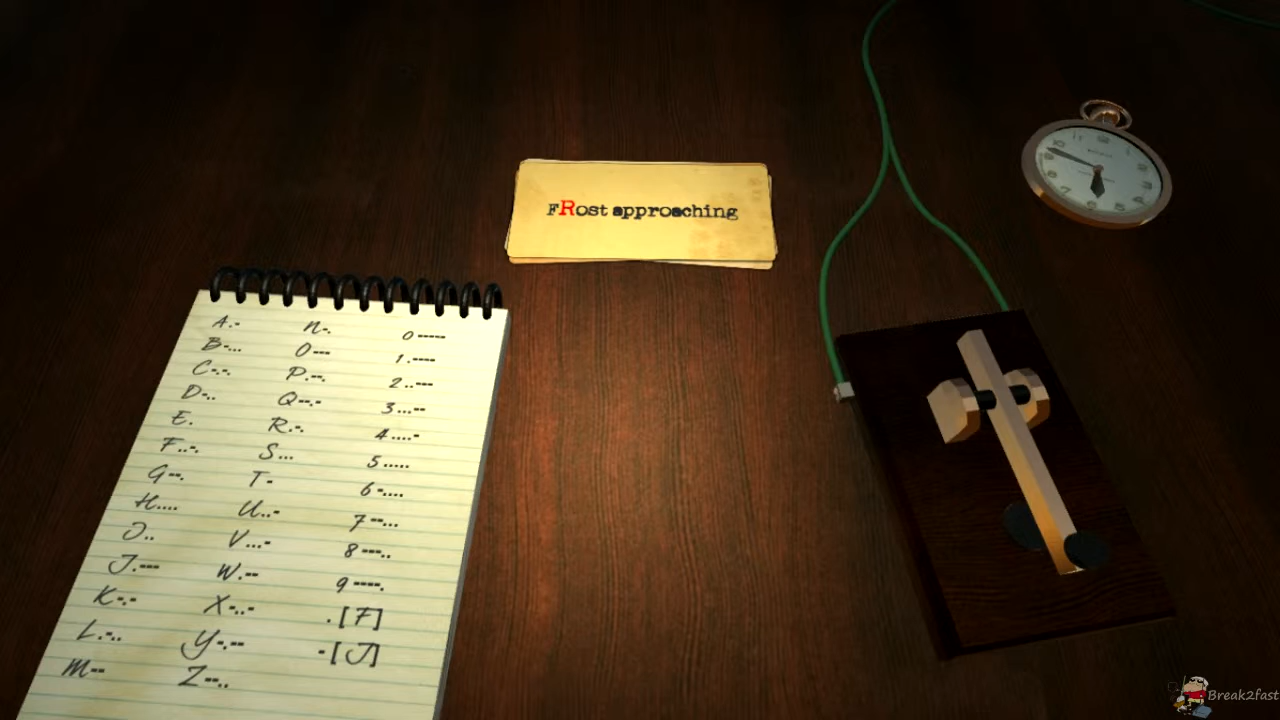 FRost approaching
A.- N-. 0-----
B-... O--- 1.----
C-.-. P.--. 2..---
D-.. Q--.- 3...--
E. R.-. 4....-
F..-. S... 5.....
G--. T- 6-....
H.... U..- 7--...
I.. V...- 8---..
J.--- W.-- 9----.
K-.- X-..- .[F]
L.-.. Y-.-- -[J]
M-- Z--..
Break2fast